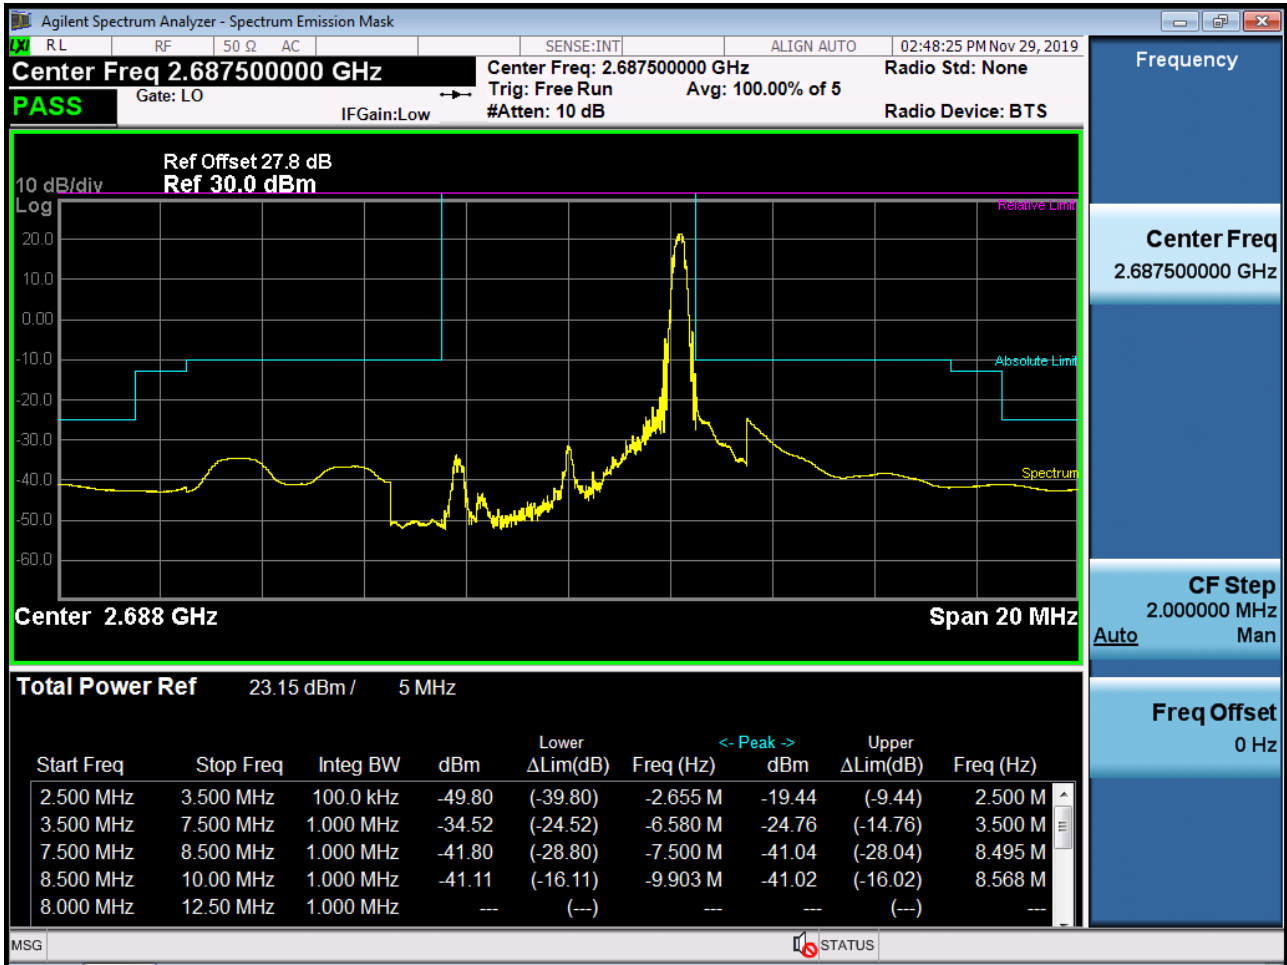 Agilent Spectrum Analyzer - Spectrum Emission Mask
LXI RL RF 50 Ω AC SENSE:INT ALIGN AUTO 02:48:25 PM Nov 29, 2019
Center Freq 2.687500000 GHz
Center Freq: 2.687500000 GHz
Radio Std: None
Gate: LO
Trig: Free Run
Avg: 100.00% of 5
PASS
IFGain:Low
#Atten: 10 dB
Radio Device: BTS
Ref Offset 27.8 dB
10 dB/div Ref 30.0 dBm
Log
Relative Limit
20.0
10.0
0.00
-10.0
Absolute Limit
-20.0
-30.0
-40.0
Spectrum
-50.0
-60.0
Center 2.688 GHz
Span 20 MHz
Total Power Ref 23.15 dBm / 5 MHz
Lower <- Peak -> Upper
Start Freq Stop Freq Integ BW dBm ΔLim(dB) Freq (Hz) dBm ΔLim(dB) Freq (Hz)
2.500 MHz 3.500 MHz 100.0 kHz -49.80 (-39.80) -2.655 M -19.44 (-9.44) 2.500 M
3.500 MHz 7.500 MHz 1.000 MHz -34.52 (-24.52) -6.580 M -24.76 (-14.76) 3.500 M
7.500 MHz 8.500 MHz 1.000 MHz -41.80 (-28.80) -7.500 M -41.04 (-28.04) 8.495 M
8.500 MHz 10.00 MHz 1.000 MHz -41.11 (-16.11) -9.903 M -41.02 (-16.02) 8.568 M
8.000 MHz 12.50 MHz 1.000 MHz --- (---) --- --- (---) ---
MSG
STATUS
Frequency
Center Freq
2.687500000 GHz
CF Step
2.000000 MHz
Auto Man
Freq Offset
0 Hz